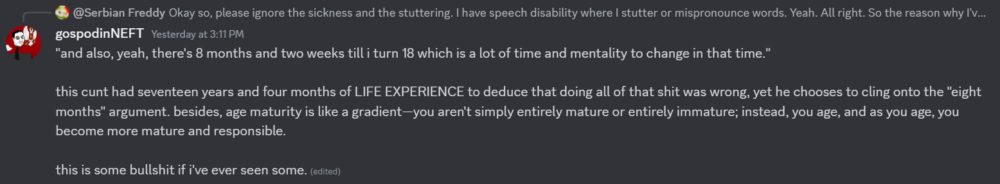 @Serbian Freddy Okay so, please ignore the sickness and the stuttering. I have speech disability where I stutter or mispronounce words. Yeah. All right. So the reason why I'v...
gospodinNEFT Yesterday at 3:11 PM
"and also, yeah, there's 8 months and two weeks till i turn 18 which is a lot of time and mentality to change in that time."
this cunt had seventeen years and four months of LIFE EXPERIENCE to deduce that doing all of that shit was wrong, yet he chooses to cling onto the "eight
months" argument. besides, age maturity is like a gradient—you aren't simply entirely mature or entirely immature; instead, you age, and as you age, you
become more mature and responsible.
this is some bullshit if i've ever seen some. (edited)